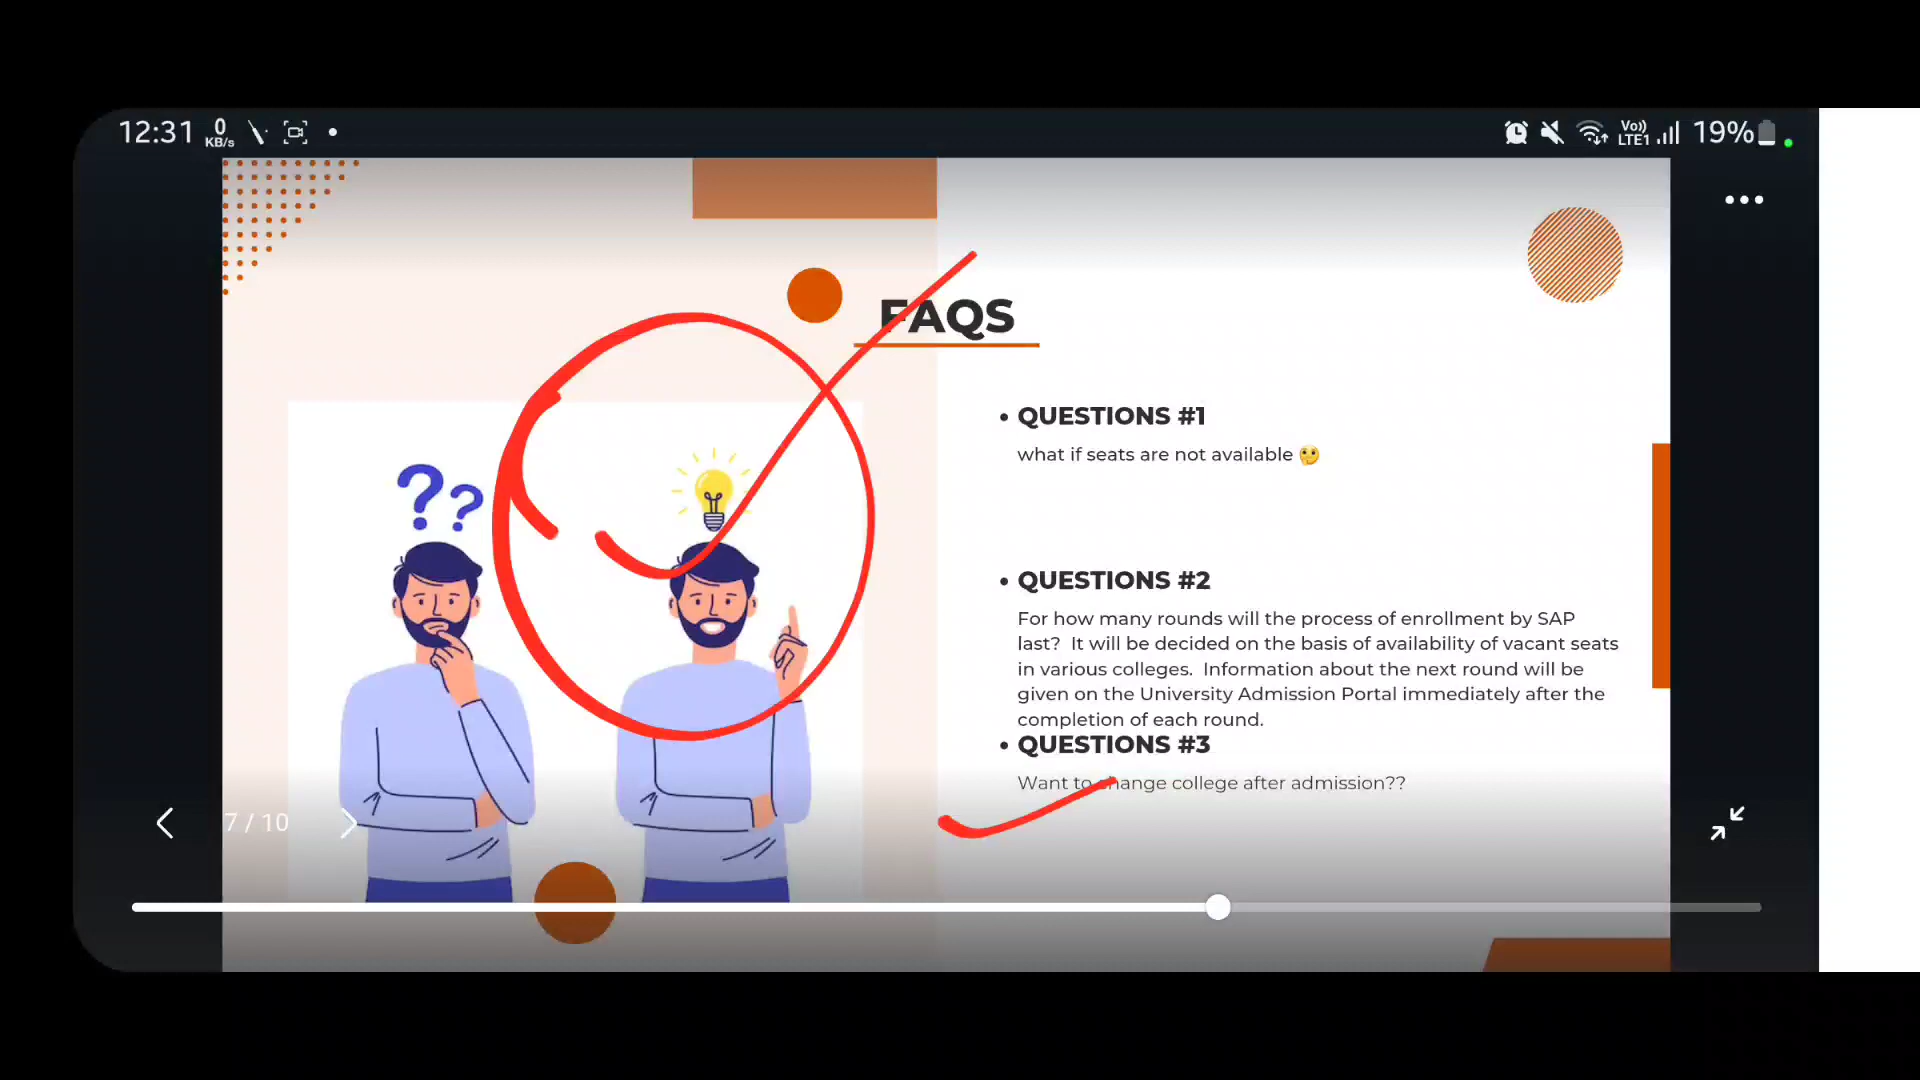 12:31 0 KB/s Vo)) LTE1 19%
FAQS
QUESTIONS #1
what if seats are not available 🤔
QUESTIONS #2
For how many rounds will the process of enrollment by SAP
last? It will be decided on the basis of availability of vacant seats
in various colleges. Information about the next round will be
given on the University Admission Portal immediately after the
completion of each round.
QUESTIONS #3
Want to change college after admission??
7 / 10
??